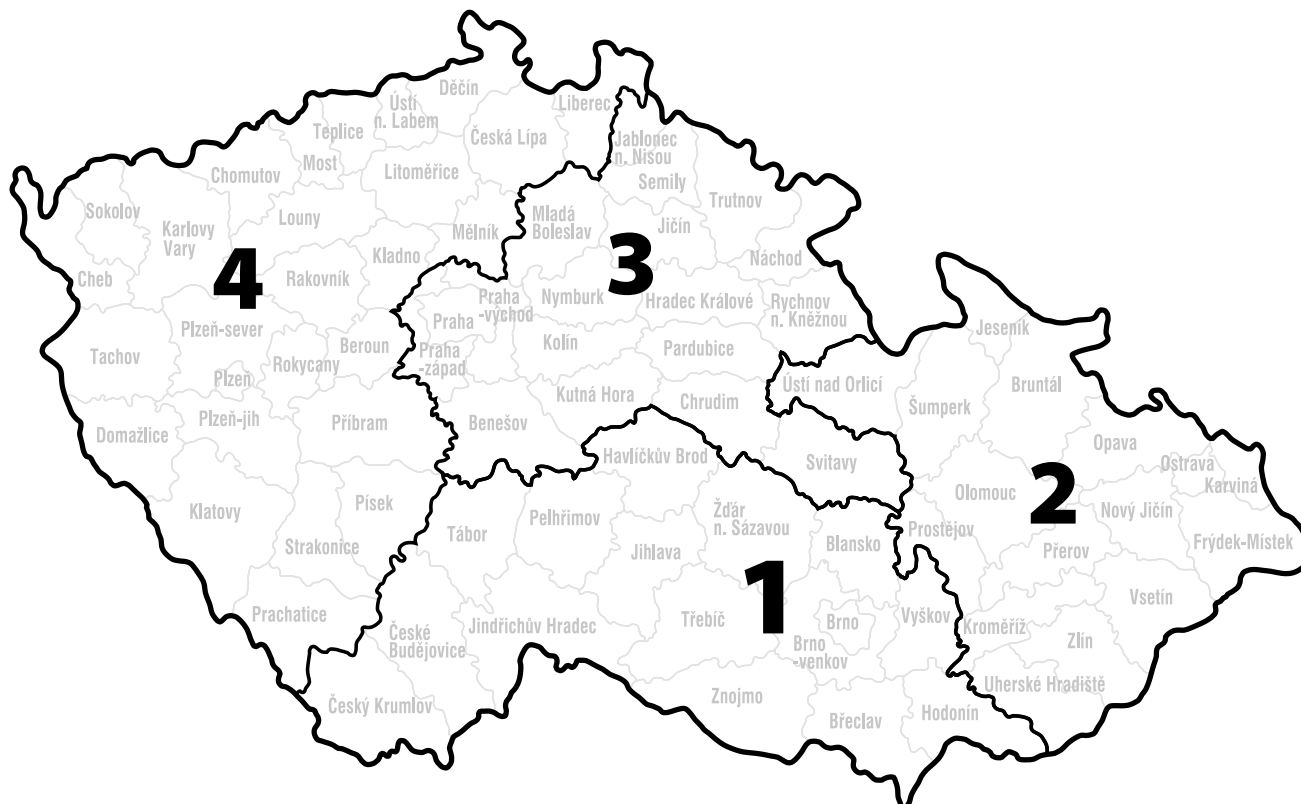 Děčín
Ústí
n. Labem
Liberec
Teplice
Česká Lípa
Jablonec
n. Nisou
Most
Chomutov
Litoměřice
Semily
Trutnov
Sokolov
Karlovy
Vary
Louny
Mělník
Mladá
Boleslav
Jičín
Kladno
Náchod
Cheb
4
Rakovník
3
Praha
-východ
Nymburk
Hradec Králové
Rychnov
n. Kněžnou
Plzeň-sever
Praha
Jeseník
Tachov
Rokycany
Beroun
Praha
-západ
Kolín
Pardubice
Plzeň
Kutná Hora
Chrudim
Ústí nad Orlicí
Šumperk
Bruntál
Domažlice
Plzeň-jih
Příbram
Benešov
Havlíčkův Brod
Svitavy
Opava
Ostrava
Karviná
Klatovy
Písek
Olomouc
2
Nový Jičín
Tábor
Pelhřimov
Žďár
n. Sázavou
Prostějov
Frýdek-Místek
Strakonice
Jihlava
Blansko
Přerov
1
Vsetín
Prachatice
Třebíč
Brno
Vyškov
Kroměříž
Zlín
České
Budějovice
Jindřichův Hradec
Brno
-venkov
Uherské Hradiště
Český Krumlov
Znojmo
Břeclav
Hodonín